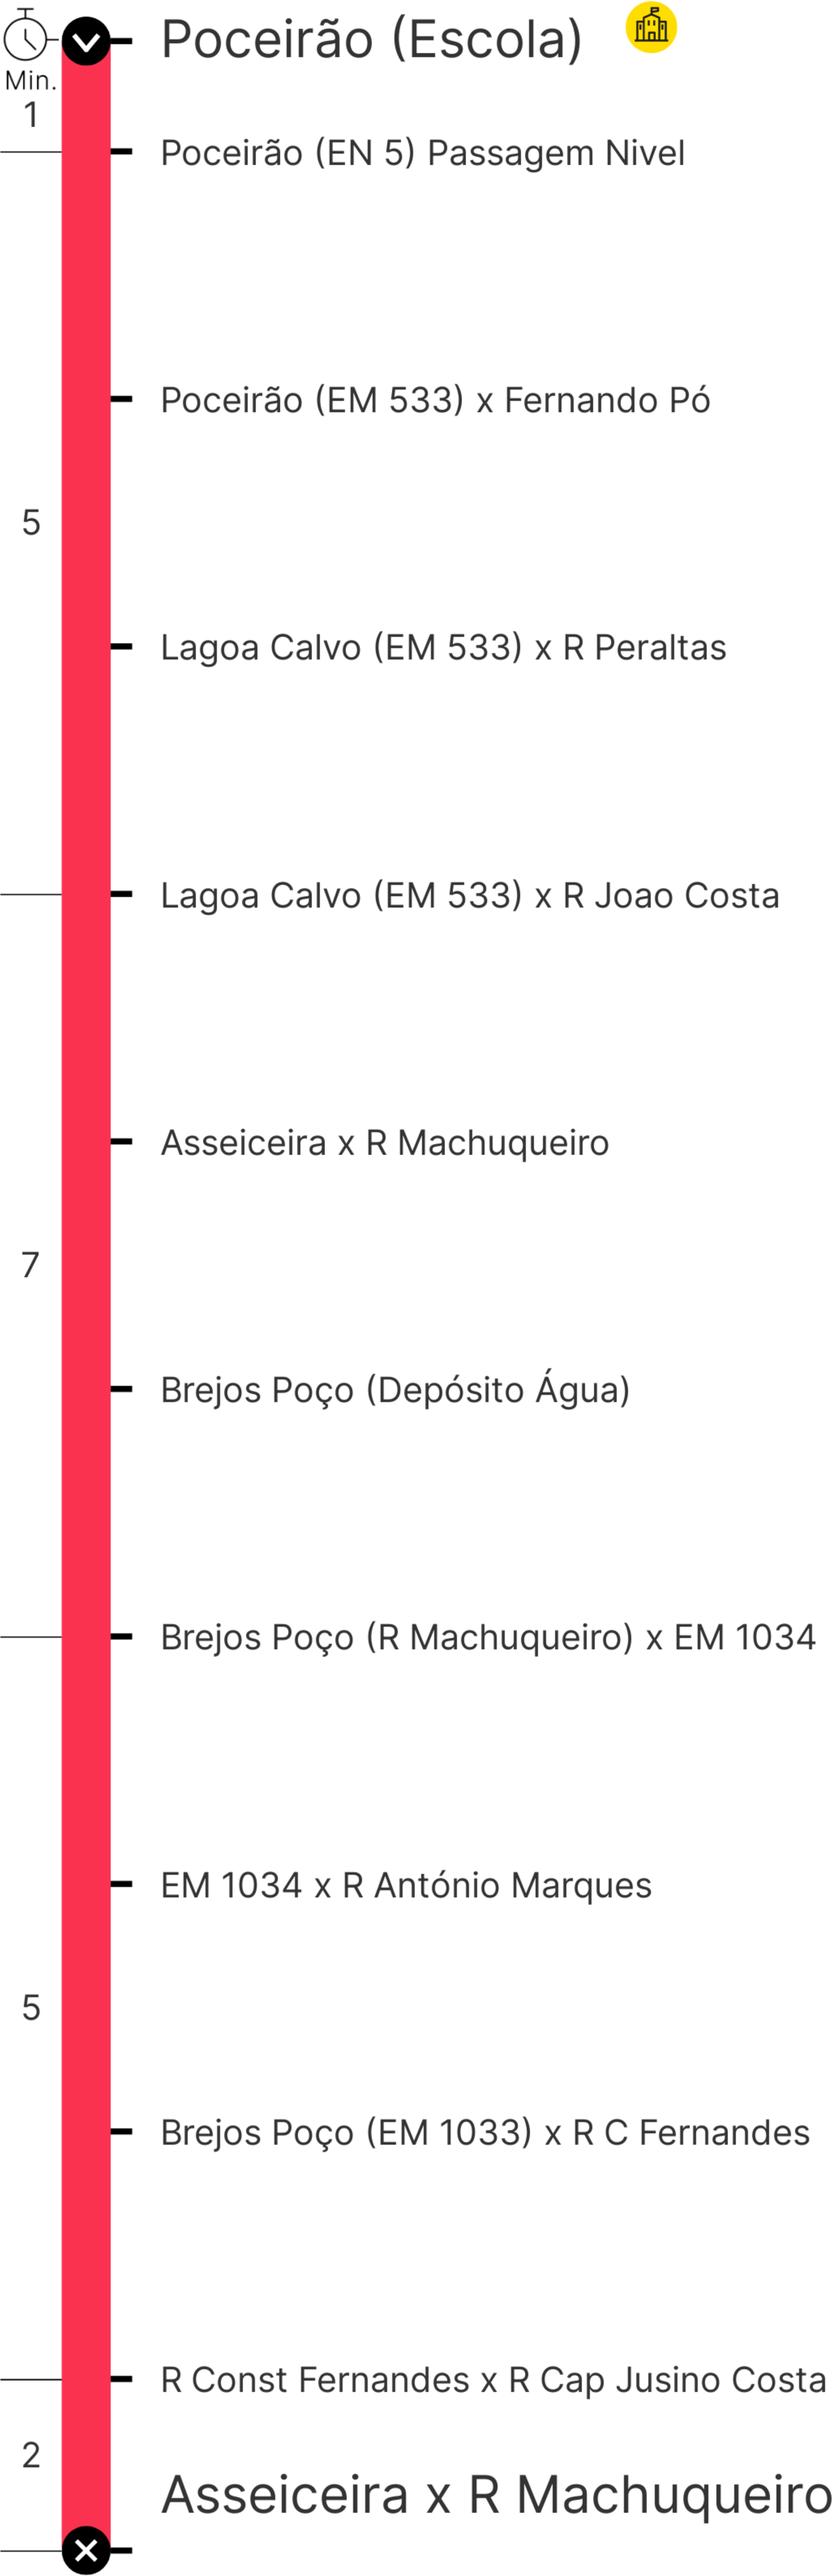 Poceirão (Escola)
Min.
1
Poceirão (EN 5) Passagem Nivel
Poceirão (EM 533) x Fernando Pó
5
Lagoa Calvo (EM 533) x R Peraltas
Lagoa Calvo (EM 533) x R Joao Costa
Asseiceira x R Machuqueiro
7
Brejos Poço (Depósito Água)
Brejos Poço (R Machuqueiro) x EM 1034
EM 1034 x R António Marques
5
Brejos Poço (EM 1033) x R C Fernandes
R Const Fernandes x R Cap Jusino Costa
2
Asseiceira x R Machuqueiro